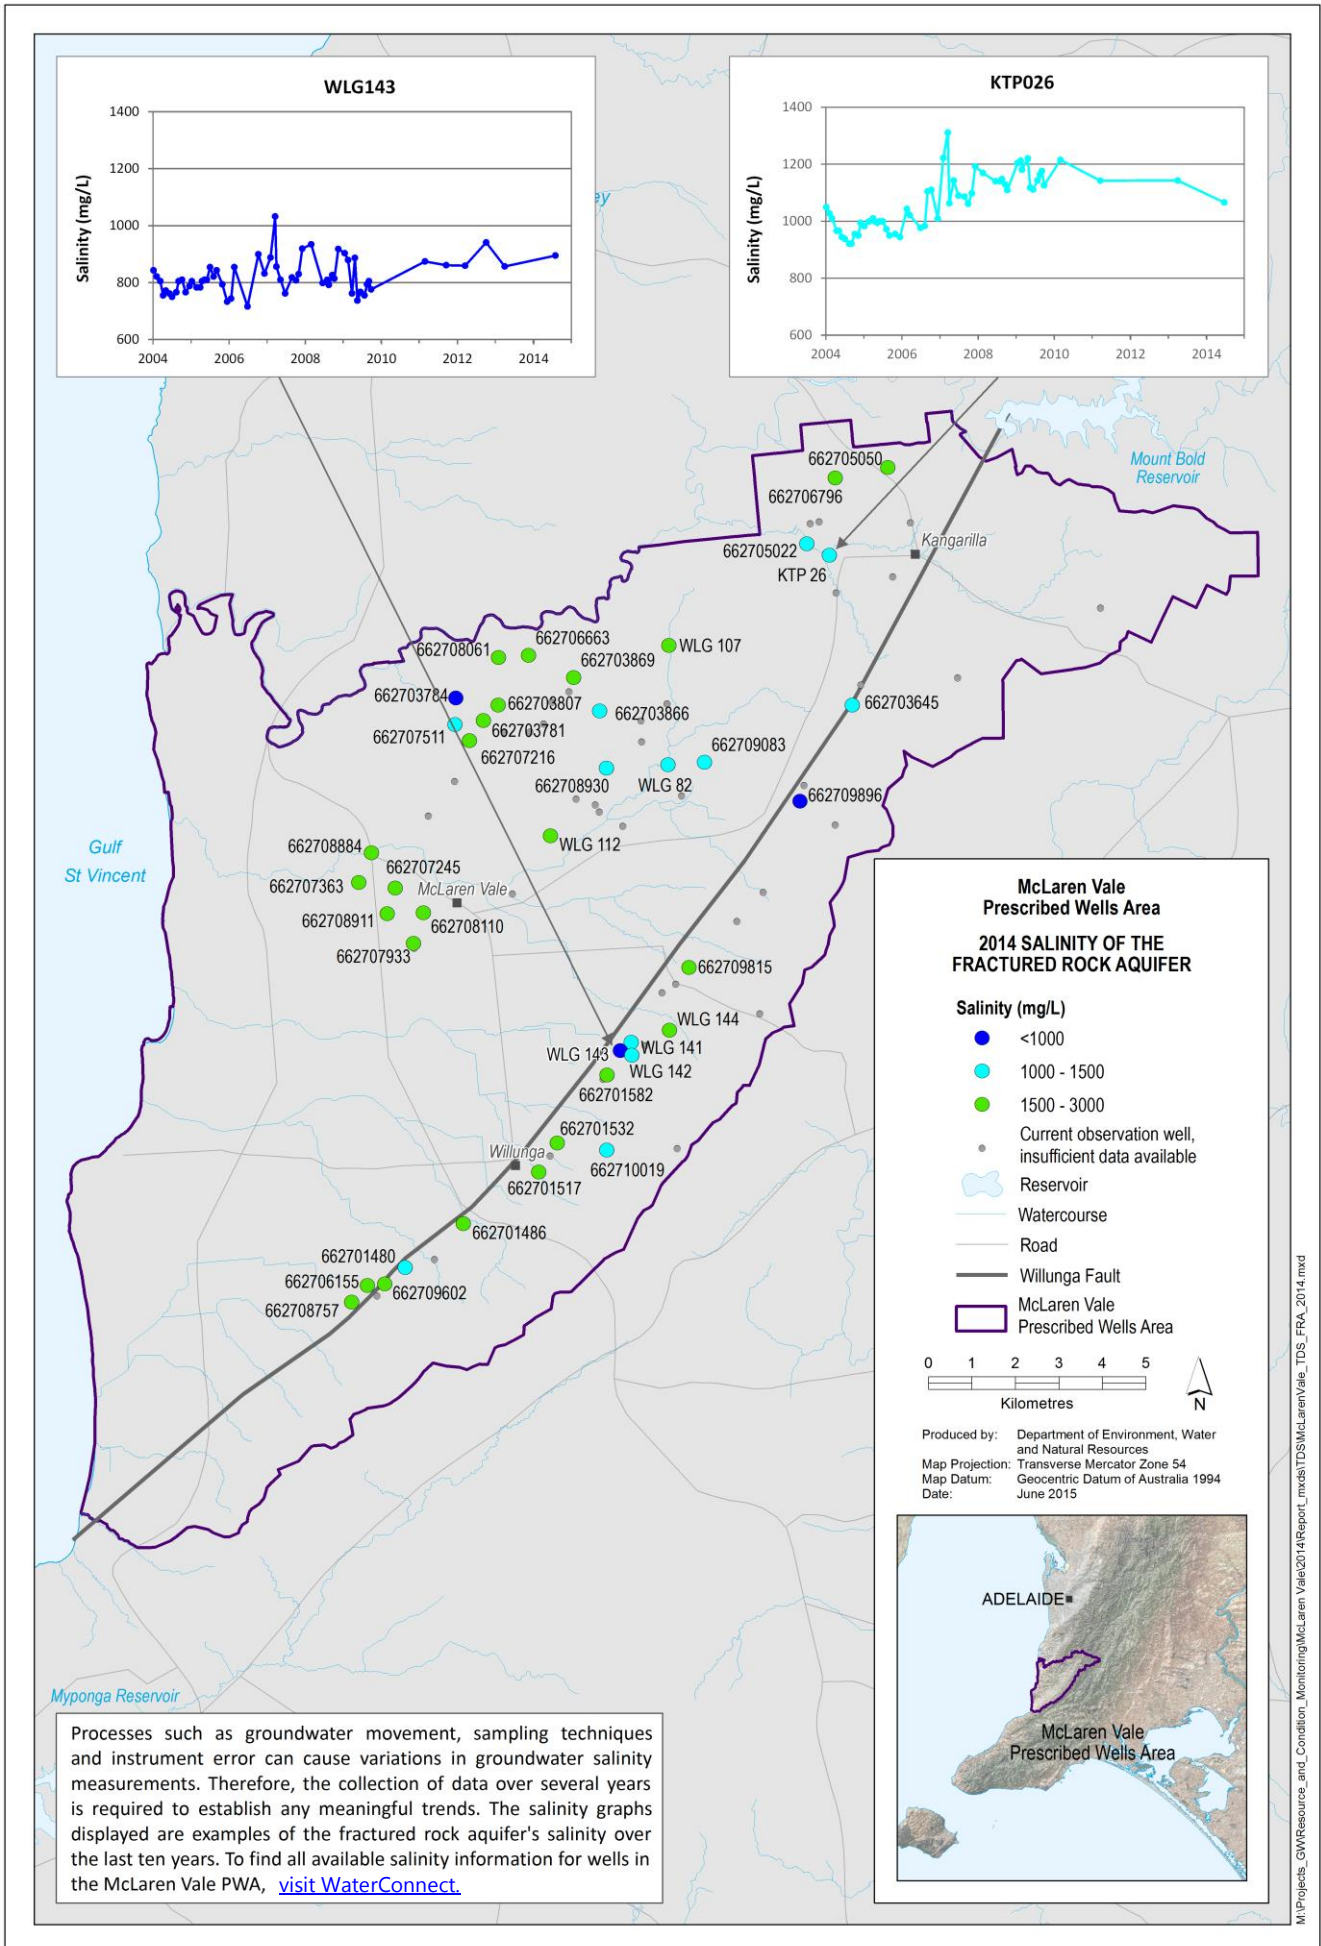 WLG143
Salinity (mg/L)
1400
1200
1000
800
600
2004
2006
2008
2010
2012
2014
KTP026
Salinity (mg/L)
1400
1200
1000
800
600
2004
2006
2008
2010
2012
2014
ey
Mount Bold
Reservoir
662705050
662706796
662705022
KTP 26
Kangarilla
662706663
662708061
662703869
WLG 107
662703784
662703807
662703866
662703645
662703781
662707511
662707216
662709083
662708930
WLG 82
662709896
WLG 112
Gulf
St Vincent
662708884
662707245
662707363
McLaren Vale
662708911
662708110
662707933
662709815
WLG 144
WLG 143
WLG 141
WLG 142
662701582
662701532
Willunga
662710019
662701517
662701486
662701480
662706155
662709602
662708757
McLaren Vale
Prescribed Wells Area
2014 SALINITY OF THE
FRACTURED ROCK AQUIFER
Salinity (mg/L)
<1000
1000 - 1500
1500 - 3000
Current observation well,
insufficient data available
Reservoir
Watercourse
Road
Willunga Fault
McLaren Vale
Prescribed Wells Area
0 1 2 3 4 5
Kilometres
N
Produced by: Department of Environment, Water
and Natural Resources
Map Projection: Transverse Mercator Zone 54
Map Datum: Geocentric Datum of Australia 1994
Date: June 2015
ADELAIDE
McLaren Vale
Prescribed Wells Area
Myponga Reservoir
Processes such as groundwater movement, sampling techniques
and instrument error can cause variations in groundwater salinity
measurements. Therefore, the collection of data over several years
is required to establish any meaningful trends. The salinity graphs
displayed are examples of the fractured rock aquifer's salinity over
the last ten years. To find all available salinity information for wells in
the McLaren Vale PWA, visit WaterConnect.
M:\Projects_GW\Resource_and_Condition_Monitoring\McLaren Vale\2014\Report_mxds\TDS\McLarenVale_TDS_FRA_2014.mxd